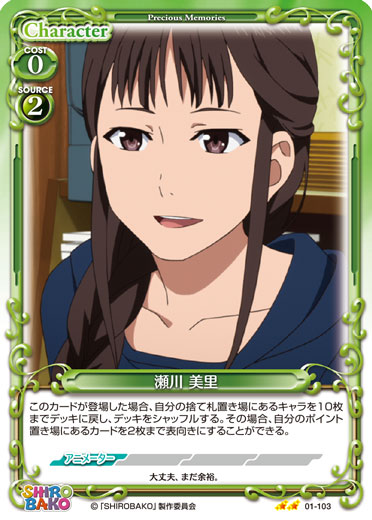 Precious Memories
Character
COST
0
SOURCE
2
瀬川 美里
このカードが登場した場合、自分の捨て札置き場にあるキャラを10枚
までデッキに戻し、デッキをシャッフルする。その場合、自分のポイント
置き場にあるカードを2枚まで表向きにすることができる。
アニメーター
大丈夫、まだ余裕。
SHIRO
BAKO
© 「SHIROBAKO」製作委員会
01-103